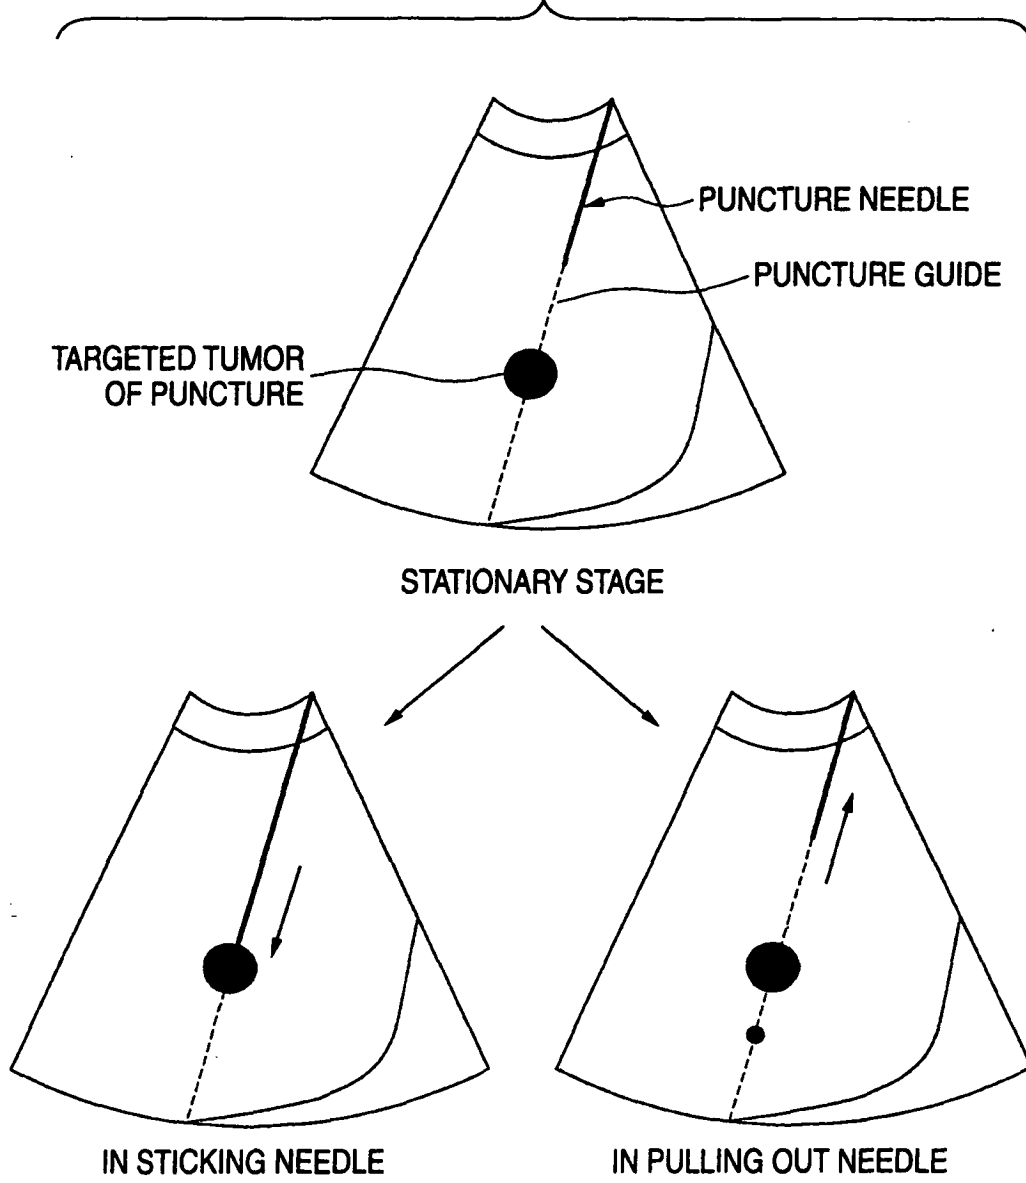 PUNCTURE NEEDLE
PUNCTURE GUIDE
TARGETED TUMOR
OF PUNCTURE
STATIONARY STAGE
IN STICKING NEEDLE
IN PULLING OUT NEEDLE